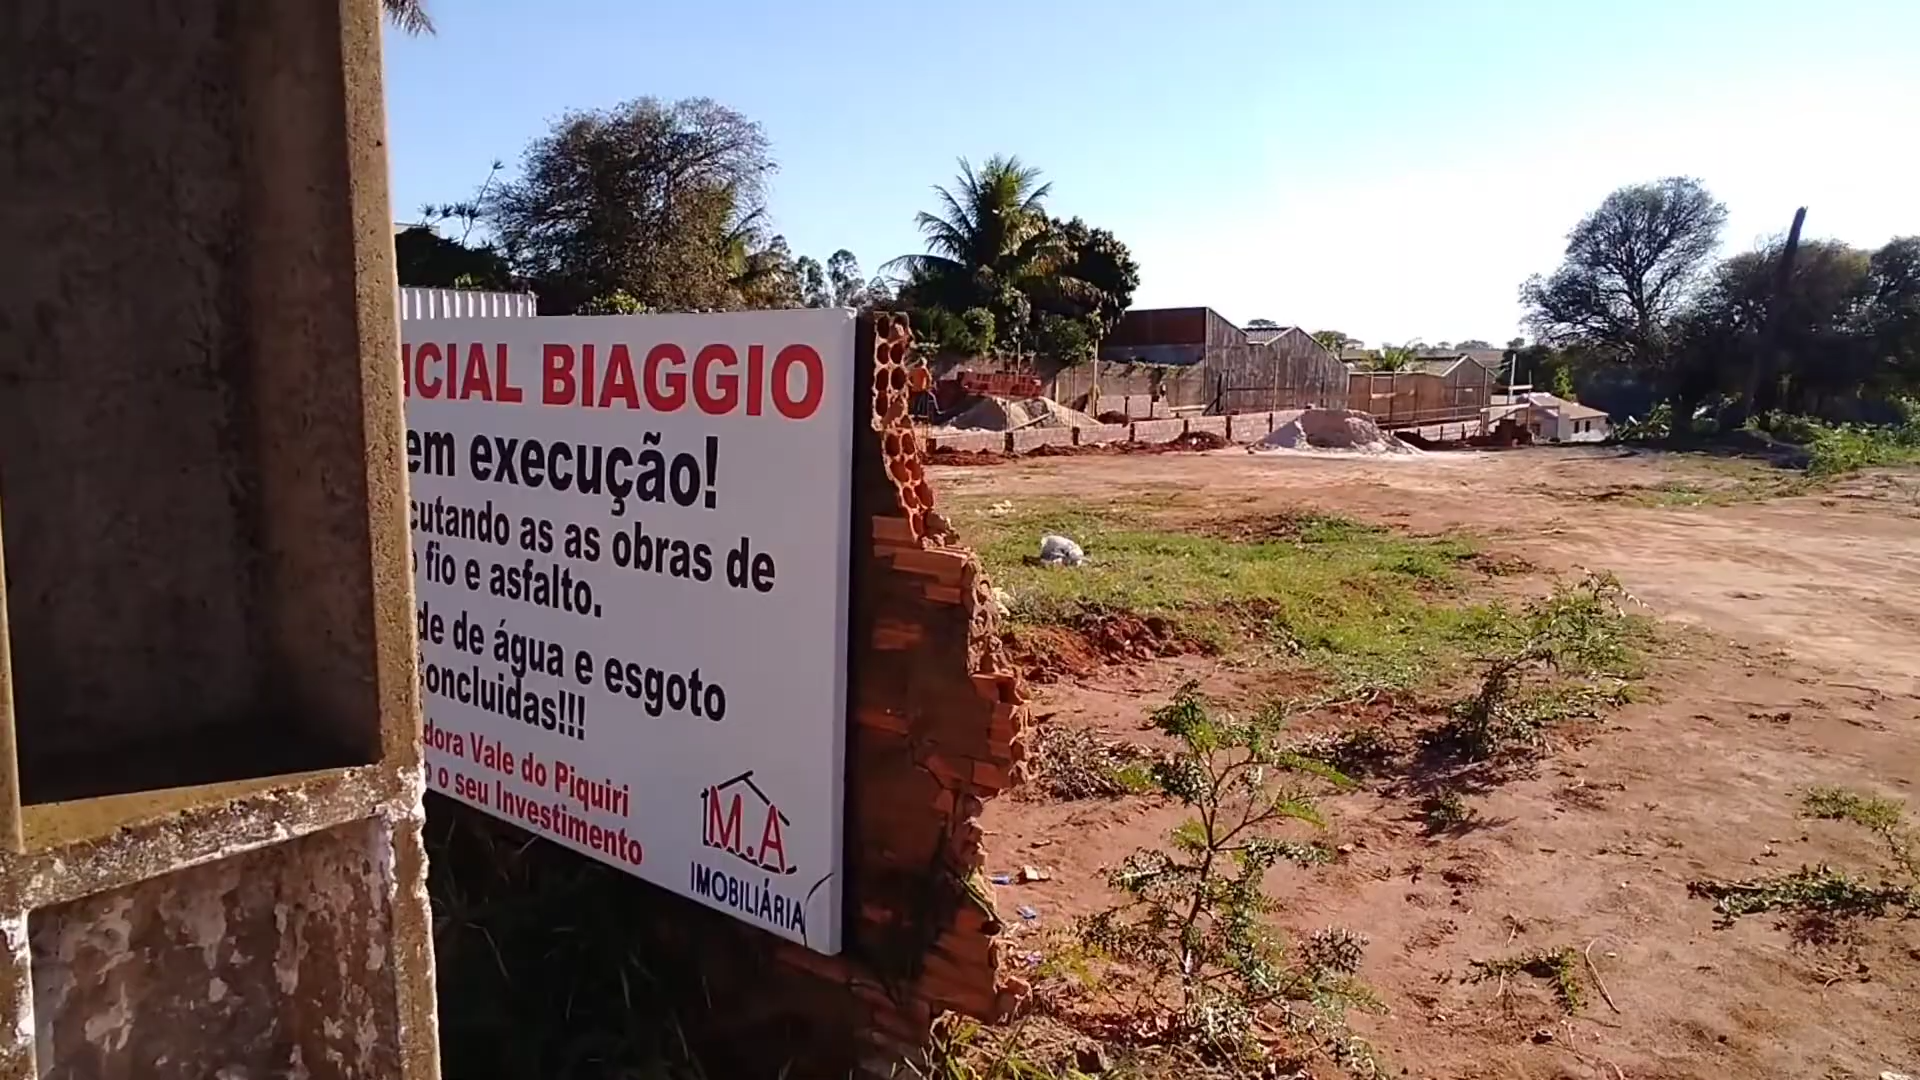 CIAL BIAGGIO
em execução!
cutando as as obras de
fio e asfalto.
de de água e esgoto
concluidas!!!
dora Vale do Piquiri
o seu Investimento
M.A
IMOBILIÁRIA